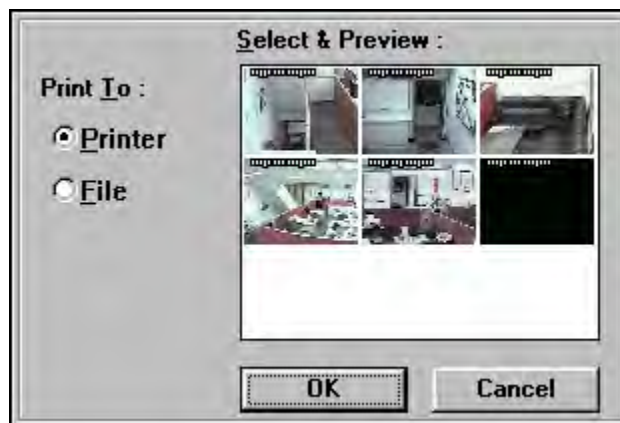 Select & Preview :
Print To :
Printer
File
OK
Cancel